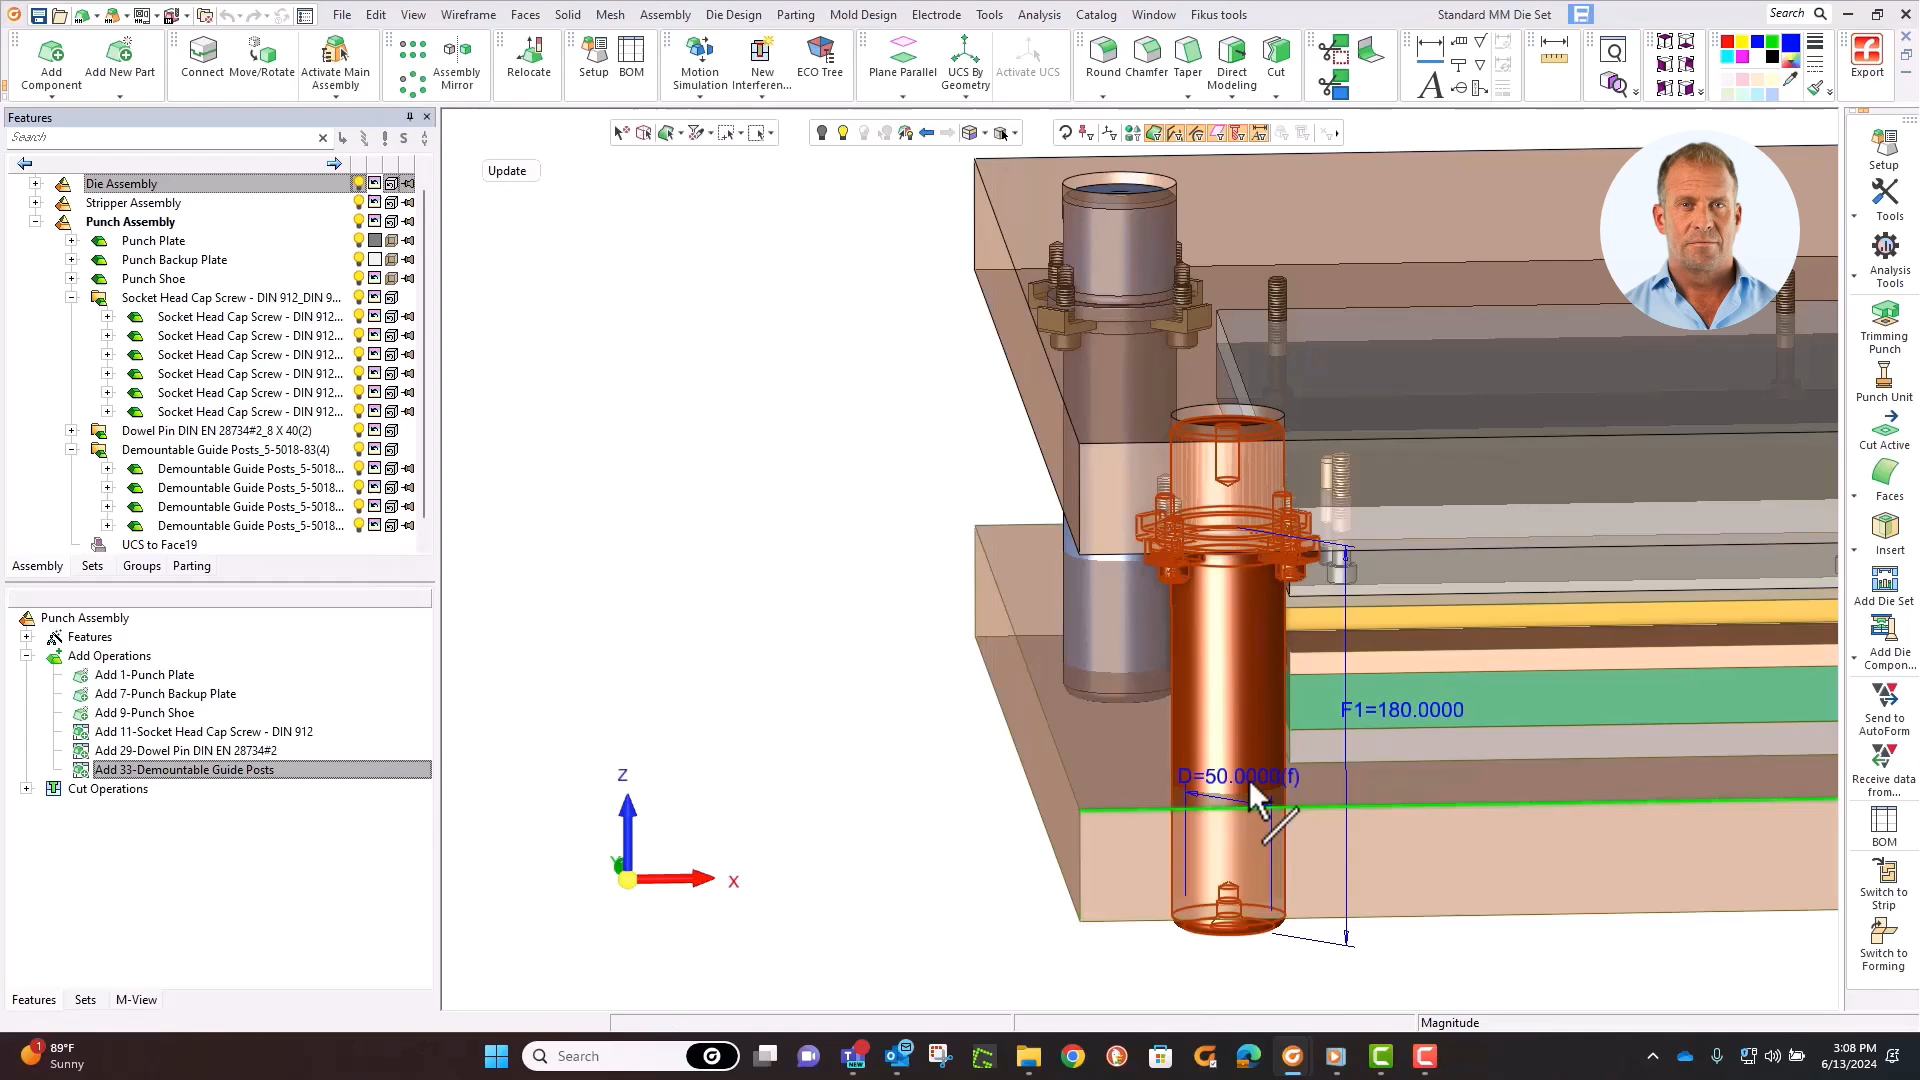 File Edit View Wireframe Faces Solid Mesh Assembly Die Design Parting Mold Design Electrode Tools Analysis Catalog Window Fikus tools Standard MM Die Set Search
Add Component
Add New Part
Connect
Move/Rotate
Activate Main Assembly
Assembly Mirror
Relocate
Setup
BOM
Motion Simulation
New Interferen...
ECO Tree
Plane Parallel
UCS By Geometry
Activate UCS
Round
Chamfer
Taper
Direct Modeling
Cut
Export
Features
Search
Update
Die Assembly
Stripper Assembly
Punch Assembly
Punch Plate
Punch Backup Plate
Punch Shoe
Socket Head Cap Screw - DIN 912_DIN 9...
Socket Head Cap Screw - DIN 912...
Socket Head Cap Screw - DIN 912...
Socket Head Cap Screw - DIN 912...
Socket Head Cap Screw - DIN 912...
Socket Head Cap Screw - DIN 912...
Socket Head Cap Screw - DIN 912...
Dowel Pin DIN EN 28734#2_8 X 40(2)
Demountable Guide Posts_5-5018-83(4)
Demountable Guide Posts_5-5018...
Demountable Guide Posts_5-5018...
Demountable Guide Posts_5-5018...
Demountable Guide Posts_5-5018...
UCS to Face19
Assembly Sets Groups Parting
Punch Assembly
Features
Add Operations
Add 1-Punch Plate
Add 7-Punch Backup Plate
Add 9-Punch Shoe
Add 11-Socket Head Cap Screw - DIN 912
Add 29-Dowel Pin DIN EN 28734#2
Add 33-Demountable Guide Posts
Cut Operations
Features Sets M-View
F1=180.0000
D=50.0000(f)
Z
Y
X
Setup
Tools
Analysis Tools
Trimming Punch
Punch Unit
Cut Active
Faces
Insert
Add Die Set
Add Die Compon...
Send to AutoForm
Receive data from...
BOM
Switch to Strip
Switch to Forming
Magnitude
1
89°F
Sunny
Search
NEW
3:08 PM
6/13/2024